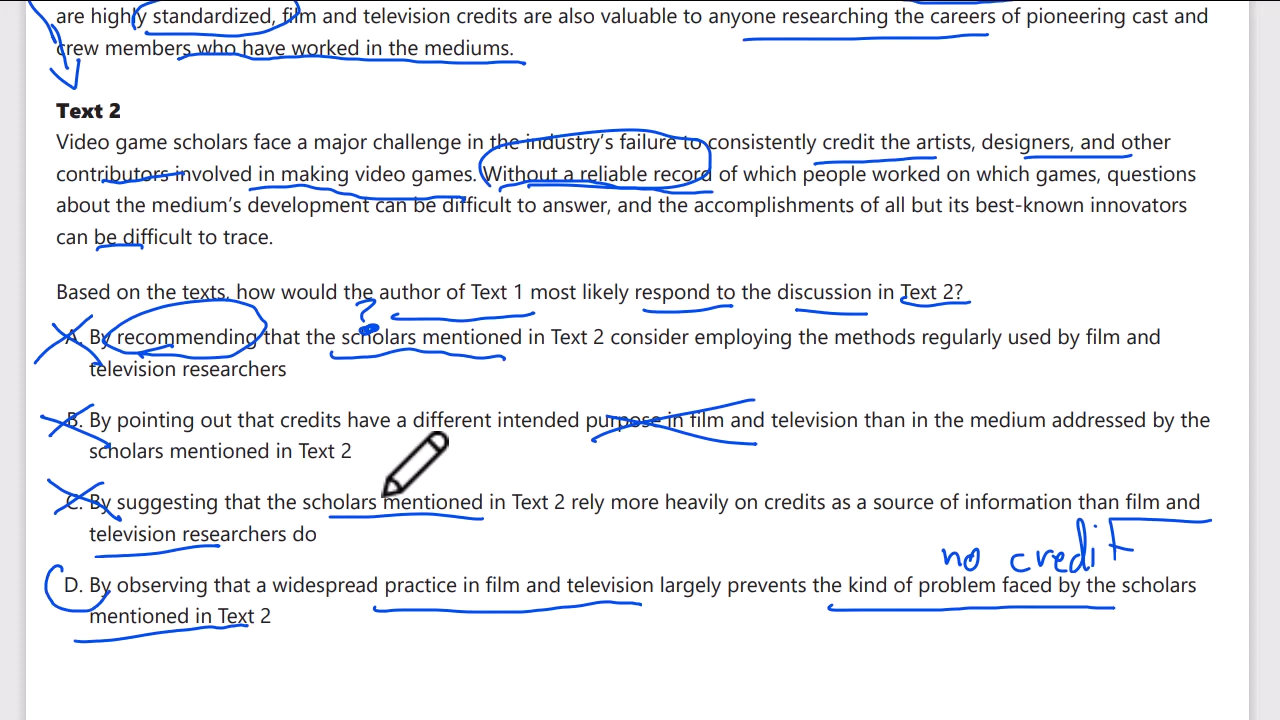 are highly standardized, film and television credits are also valuable to anyone researching the careers of pioneering cast and
crew members who have worked in the mediums.
Text 2
Video game scholars face a major challenge in the industry's failure to consistently credit the artists, designers, and other
contributors involved in making video games. Without a reliable record of which people worked on which games, questions
about the medium's development can be difficult to answer, and the accomplishments of all but its best-known innovators
can be difficult to trace.
Based on the texts, how would the author of Text 1 most likely respond to the discussion in Text 2?
?
A. By recommending that the scholars mentioned in Text 2 consider employing the methods regularly used by film and
television researchers
B. By pointing out that credits have a different intended purpose in film and television than in the medium addressed by the
scholars mentioned in Text 2
C. By suggesting that the scholars mentioned in Text 2 rely more heavily on credits as a source of information than film and
television researchers do
no credit
D. By observing that a widespread practice in film and television largely prevents the kind of problem faced by the scholars
mentioned in Text 2